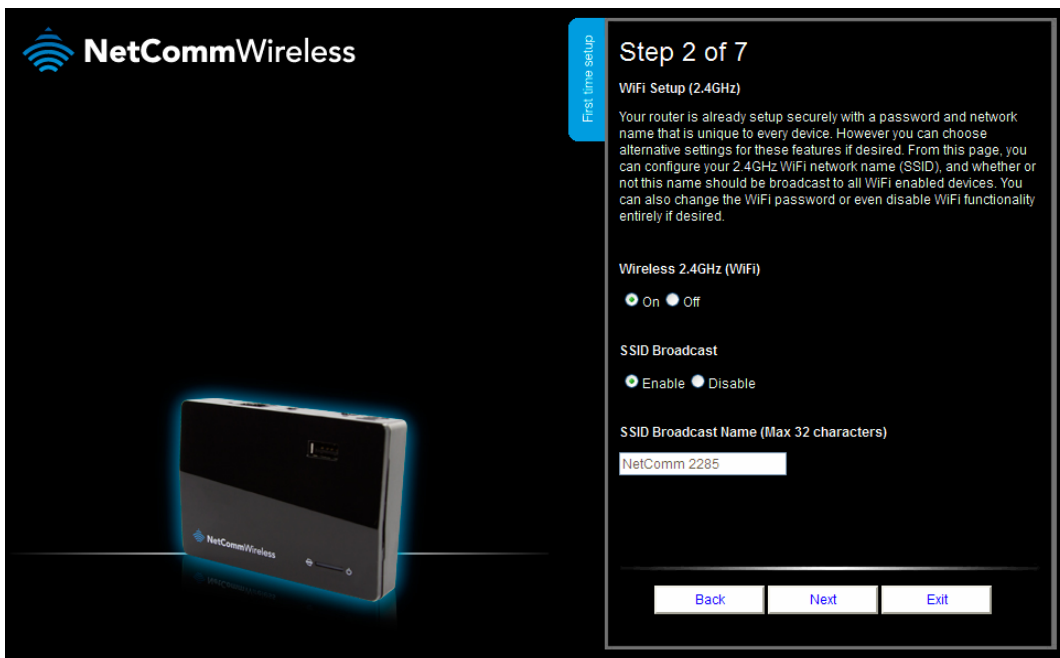 NetCommWireless
First time setup
Step 2 of 7
WiFi Setup (2.4GHz)
Your router is already setup securely with a password and network
name that is unique to every device. However you can choose
alternative settings for these features if desired. From this page, you
can configure your 2.4GHz WiFi network name (SSID), and whether or
not this name should be broadcast to all WiFi enabled devices. You
can also change the WiFi password or even disable WiFi functionality
entirely if desired.
Wireless 2.4GHz (WiFi)
On Off
SSID Broadcast
Enable Disable
SSID Broadcast Name (Max 32 characters)
NetComm 2285
NetCommWireless
Back Next Exit